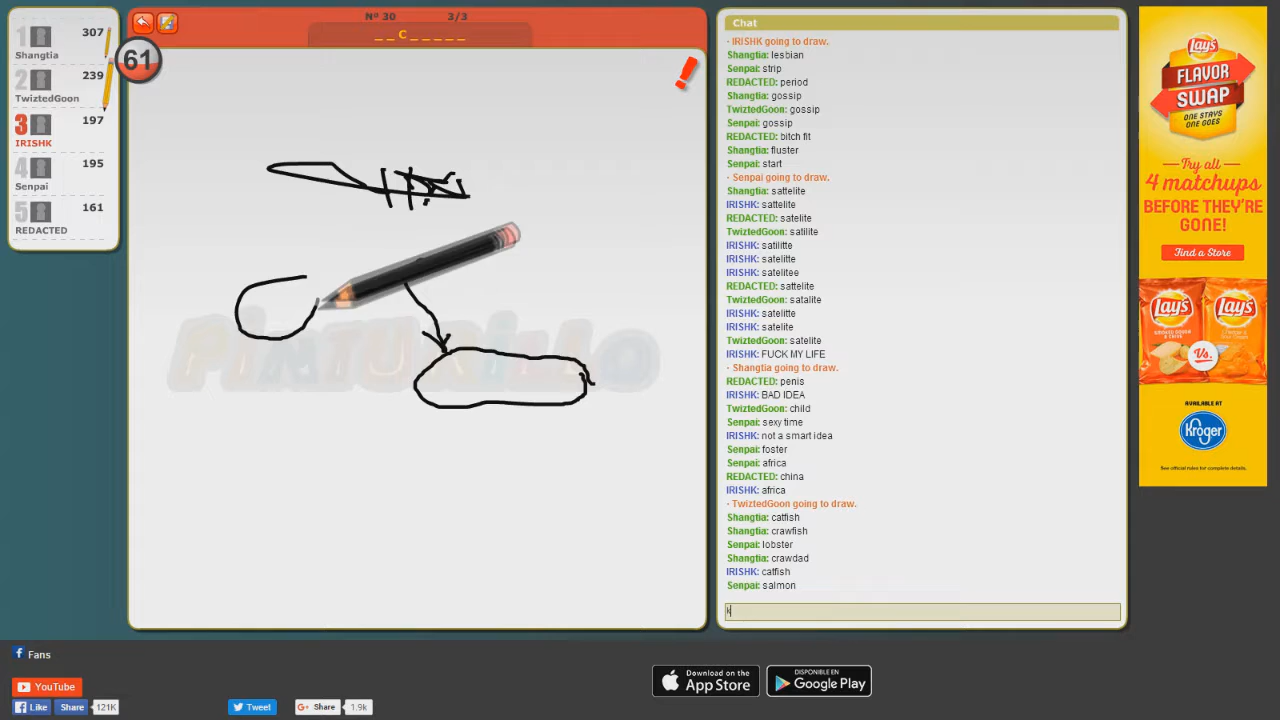 1 307
Shangtia
2 239
TwiztedGoon
3 197
IRISHK
4 195
Senpai
5 161
REDACTED
61
Nº 30 3/3
_ _ C _ _ _ _ _
Chat
· IRISHK going to draw.
Shangtia: lesbian
Senpai: strip
REDACTED: period
Shangtia: gossip
TwiztedGoon: gossip
Senpai: gossip
REDACTED: bitch fit
Shangtia: fluster
Senpai: start
· Senpai going to draw.
Shangtia: sattelite
IRISHK: sattelite
REDACTED: satelite
TwiztedGoon: satilite
IRISHK: satilitte
IRISHK: satelitte
IRISHK: satelitee
REDACTED: sattelite
TwiztedGoon: satalite
IRISHK: satelitte
IRISHK: satelite
TwiztedGoon: satelite
IRISHK: FUCK MY LIFE
· Shangtia going to draw.
REDACTED: penis
IRISHK: BAD IDEA
TwiztedGoon: child
Senpai: sexy time
IRISHK: not a smart idea
Senpai: foster
Senpai: africa
REDACTED: china
IRISHK: africa
· TwiztedGoon going to draw.
Shangtia: catfish
Shangtia: crawfish
Senpai: lobster
Shangtia: crawdad
IRISHK: catfish
Senpai: salmon
k
Lay's
FLAVOR
SWAP
ONE STAYS
ONE GOES
Try all
4 matchups
BEFORE THEY'RE
GONE!
Find a Store
Lay's Lay's
Vs.
AVAILABLE AT
Kroger
See official rules for complete details.
Fans
YouTube
Like Share 121K
Tweet
Share 1.9k
Download on the
App Store
DISPONIBLE EN
Google Play